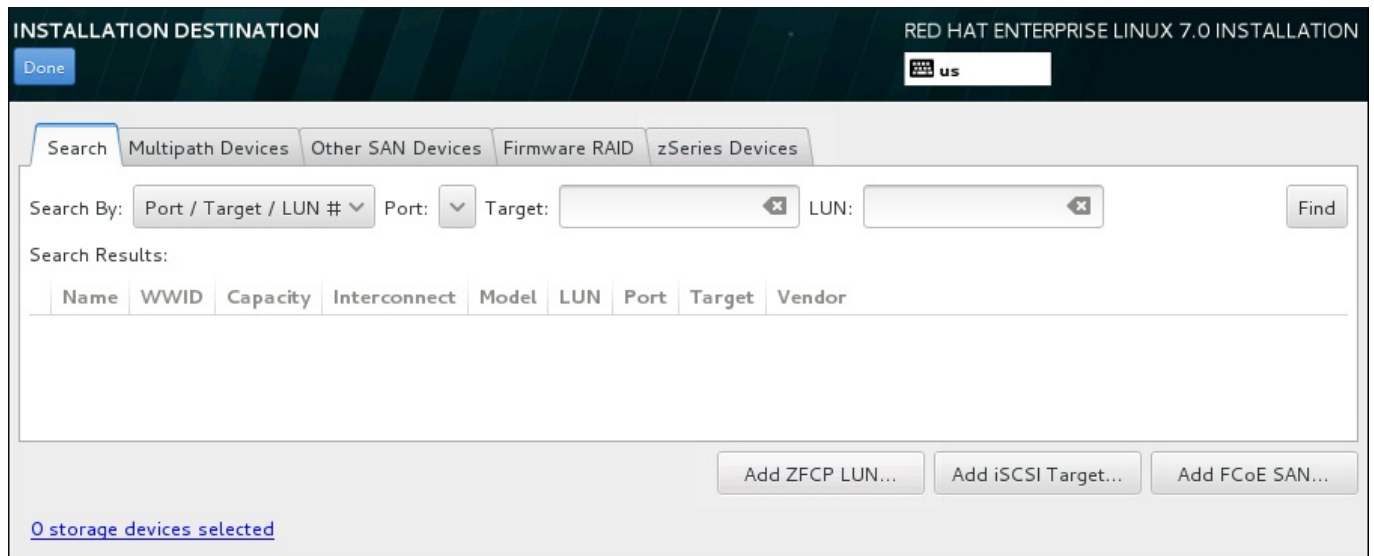 INSTALLATION DESTINATION
RED HAT ENTERPRISE LINUX 7.0 INSTALLATION
Done
us
Search Multipath Devices Other SAN Devices Firmware RAID zSeries Devices
Search By: Port / Target / LUN # Port: Target: LUN: Find
Search Results:
Name WWID Capacity Interconnect Model LUN Port Target Vendor
Add ZFCP LUN... Add iSCSI Target... Add FCoE SAN...
0 storage devices selected